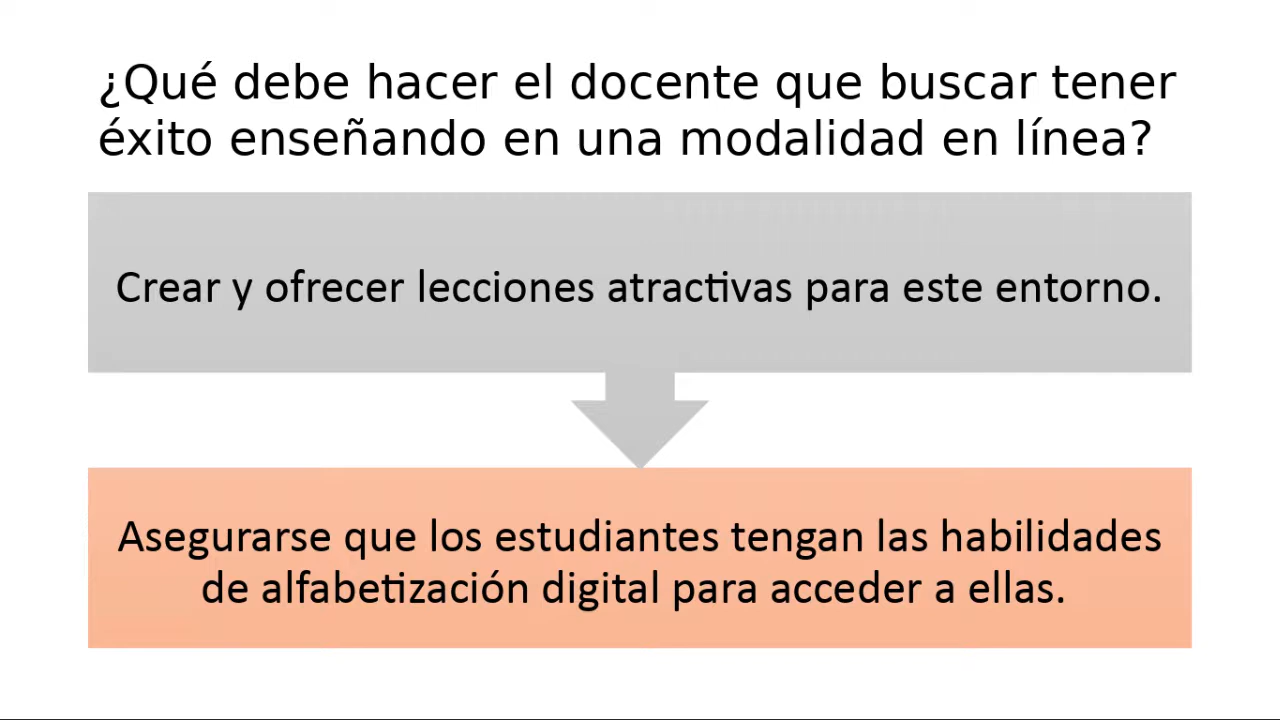 ¿Qué debe hacer el docente que buscar tener
éxito enseñando en una modalidad en línea?
Crear y ofrecer lecciones atractivas para este entorno.
Asegurarse que los estudiantes tengan las habilidades
de alfabetización digital para acceder a ellas.